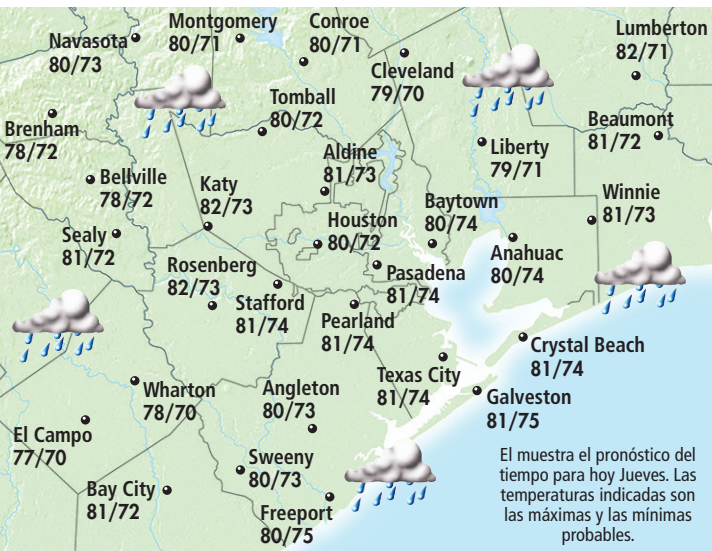 Montgomery
80/71
Conroe
80/71
Lumberton
82/71
Navasota
80/73
Cleveland
79/70
Tomball
80/72
Beaumont
81/72
Brenham
78/72
Liberty
79/71
Aldine
81/73
Bellville
78/72
Katy
82/73
Baytown
80/74
Winnie
81/73
Houston
80/72
Sealy
81/72
Anahuac
80/74
Rosenberg
82/73
Pasadena
81/74
Stafford
81/74
Pearland
81/74
Crystal Beach
81/74
Texas City
81/74
Wharton
78/70
Angleton
80/73
Galveston
81/75
El Campo
77/70
Sweeny
80/73
Bay City
81/72
Freeport
80/75
El muestra el pronóstico del
tiempo para hoy Jueves. Las
temperaturas indicadas son
las máximas y las mínimas
probables.